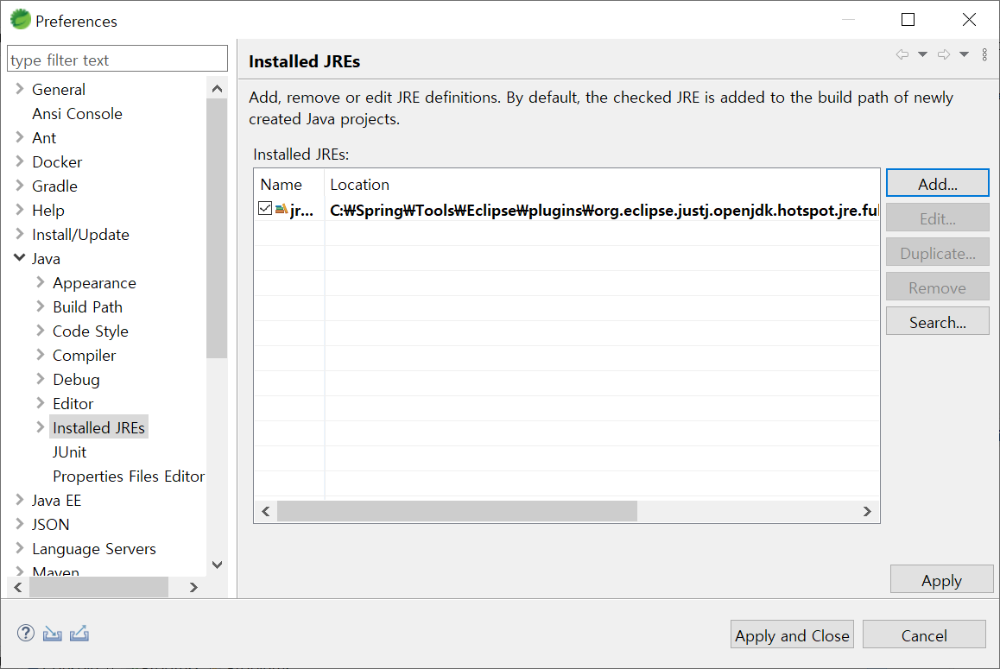 Preferences
type filter text
General
Ansi Console
Ant
Docker
Gradle
Help
Install/Update
Java
Appearance
Build Path
Code Style
Compiler
Debug
Editor
Installed JREs
JUnit
Properties Files Editor
Java EE
JSON
Language Servers
Maven
Installed JREs
Add, remove or edit JRE definitions. By default, the checked JRE is added to the build path of newly
created Java projects.
Installed JREs:
Name Location
jr... C:₩Spring₩Tools₩Eclipse₩plugins₩org.eclipse.justj.openjdk.hotspot.jre.ful
Add...
Edit...
Duplicate...
Remove
Search...
Apply
Apply and Close Cancel